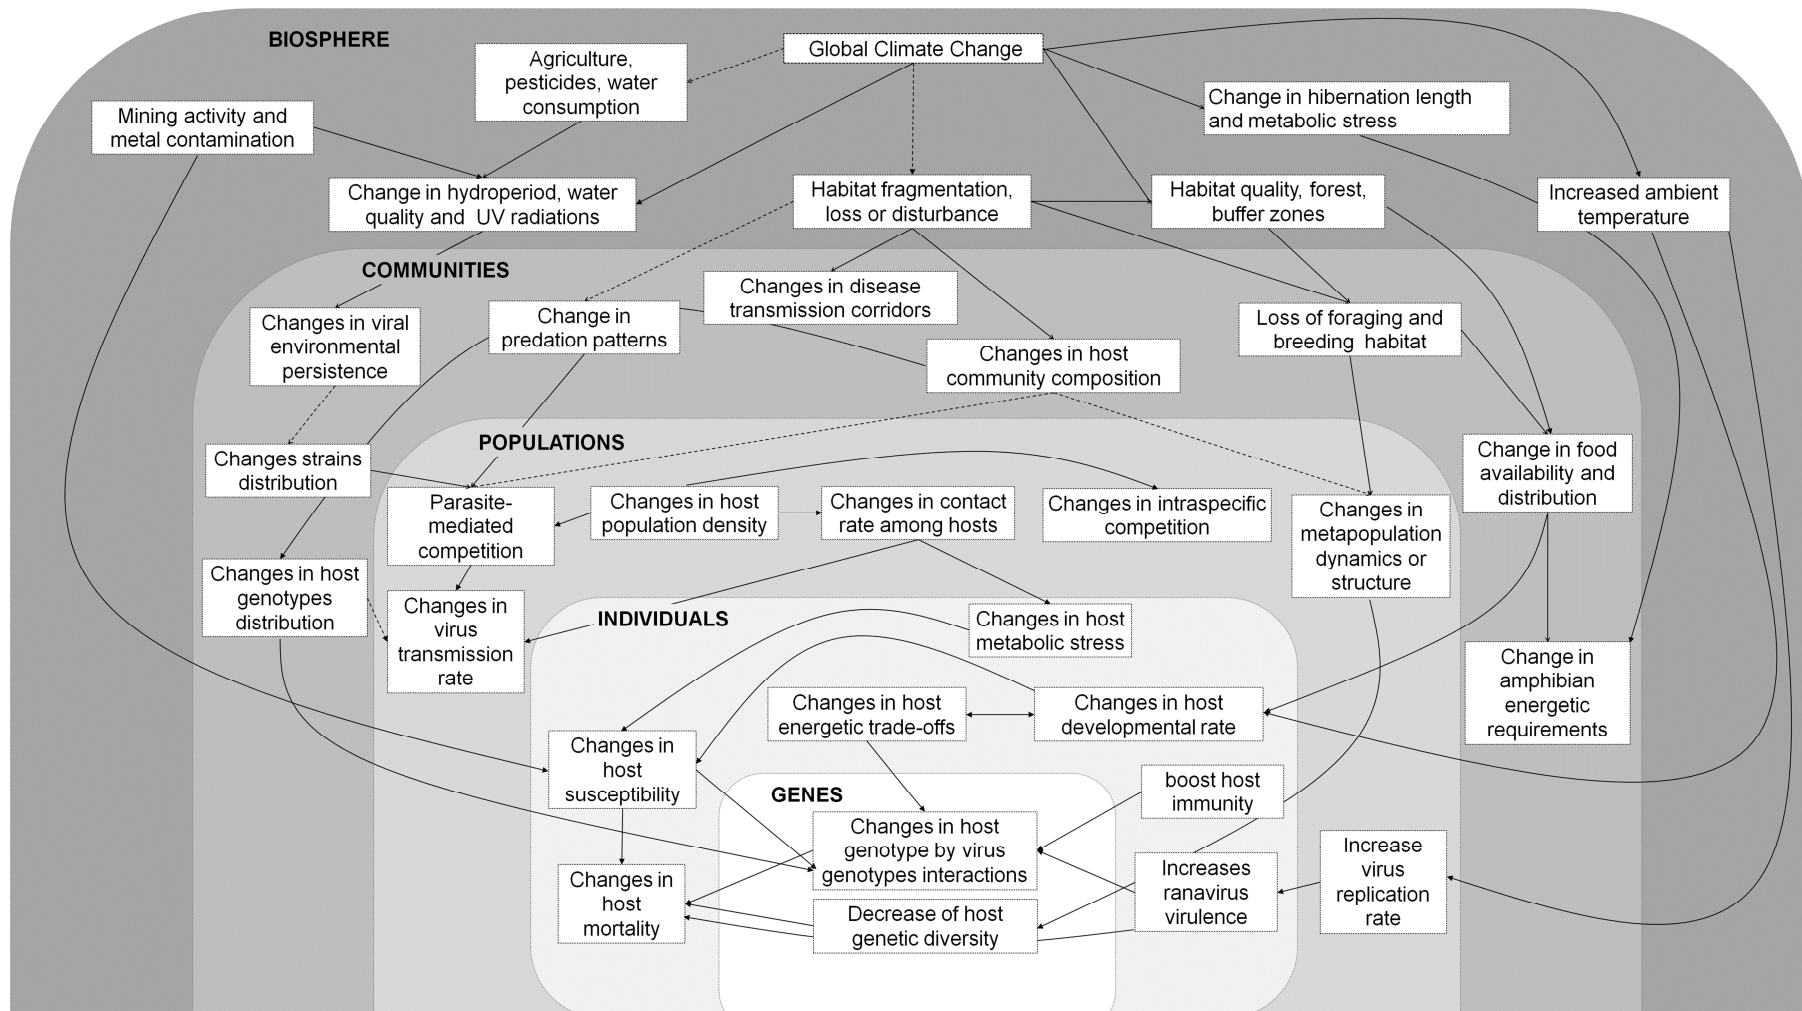 BIOSPHERE
Global Climate Change
Agriculture,
pesticides, water
consumption
Change in hibernation length
and metabolic stress
Mining activity and
metal contamination
Change in hydroperiod, water
quality and UV radiations
Habitat fragmentation,
loss or disturbance
Habitat quality, forest,
buffer zones
Increased ambient
temperature
COMMUNITIES
Changes in disease
transmission corridors
Changes in viral
environmental
persistence
Change in
predation patterns
Loss of foraging and
breeding habitat
Changes in host
community composition
POPULATIONS
Changes strains
distribution
Change in food
availability and
distribution
Parasite-
mediated
competition
Changes in host
population density
Changes in contact
rate among hosts
Changes in intraspecific
competition
Changes in
metapopulation
dynamics or
structure
Changes in host
genotypes
distribution
Changes in
virus
transmission
rate
INDIVIDUALS
Changes in host
metabolic stress
Change in
amphibian
energetic
requirements
Changes in host
energetic trade-offs
Changes in host
developmental rate
Changes in
host
susceptibility
GENES
boost host
immunity
Changes in host
genotype by virus
genotypes interactions
Increase
virus
replication
rate
Increases
ranavirus
virulence
Changes in
host
mortality
Decrease of host
genetic diversity